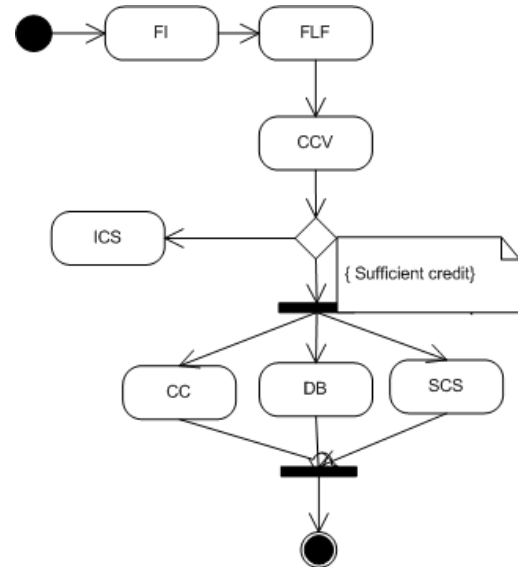 FI
FLF
CCV
ICS
{ Sufficient credit}
CC
DB
SCS